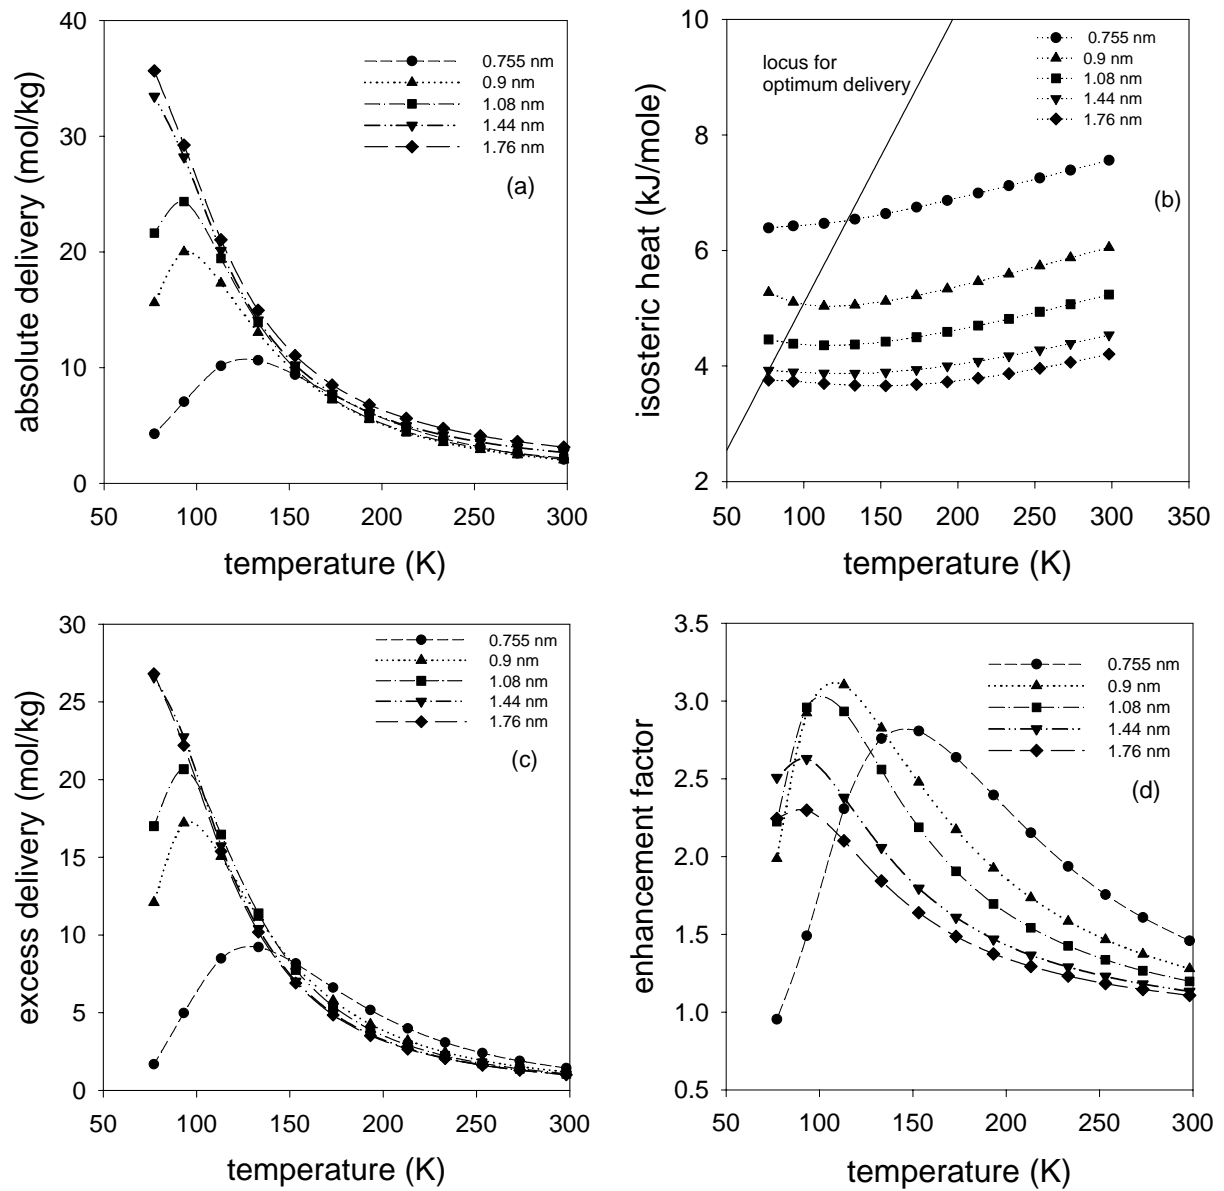 absolute delivery (mol/kg)
40
30
20
10
0
0.755 nm
0.9 nm
1.08 nm
1.44 nm
1.76 nm
(a)
50 100 150 200 250 300
temperature (K)
isosteric heat (kJ/mole)
10
8
6
4
2
locus for
optimum delivery
0.755 nm
0.9 nm
1.08 nm
1.44 nm
1.76 nm
(b)
50 100 150 200 250 300 350
temperature (K)
excess delivery (mol/kg)
30
25
20
15
10
5
0
0.755 nm
0.9 nm
1.08 nm
1.44 nm
1.76 nm
(c)
50 100 150 200 250 300
temperature (K)
enhancement factor
3.5
3.0
2.5
2.0
1.5
1.0
0.5
0.755 nm
0.9 nm
1.08 nm
1.44 nm
1.76 nm
(d)
50 100 150 200 250 300
temperature (K)